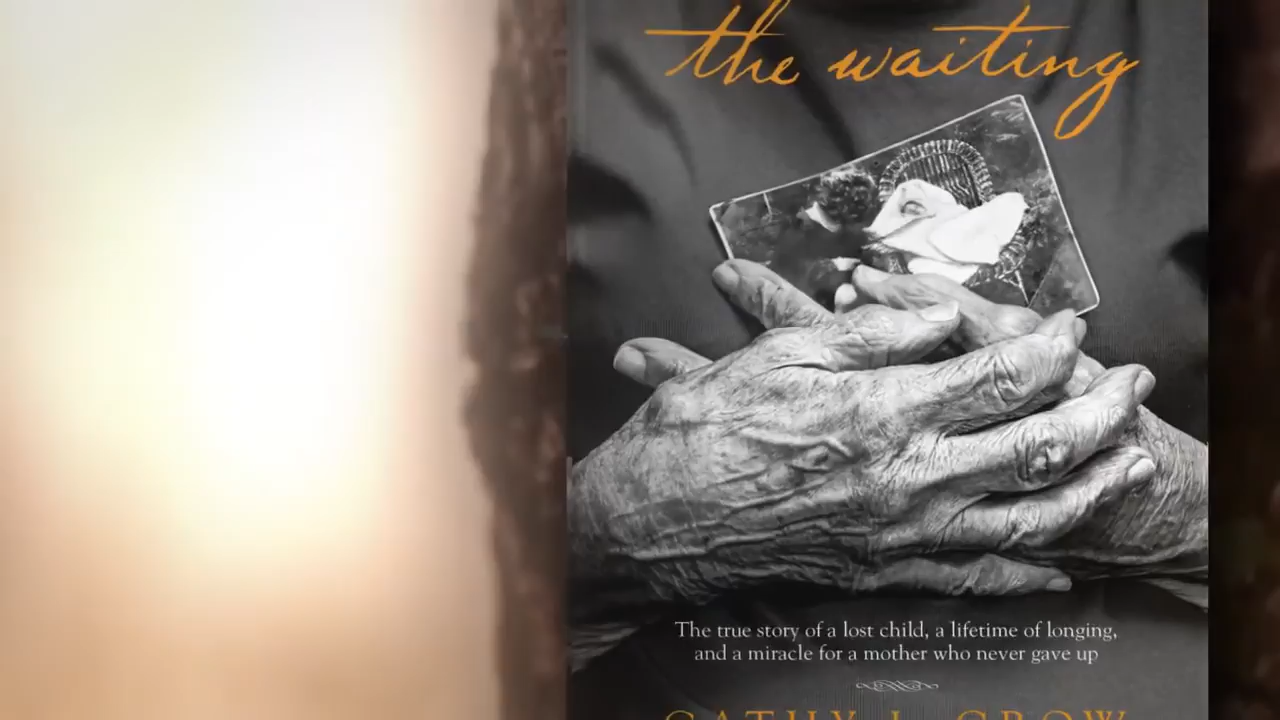 the waiting
The true story of a lost child, a lifetime of longing,
and a miracle for a mother who never gave up
CATHY